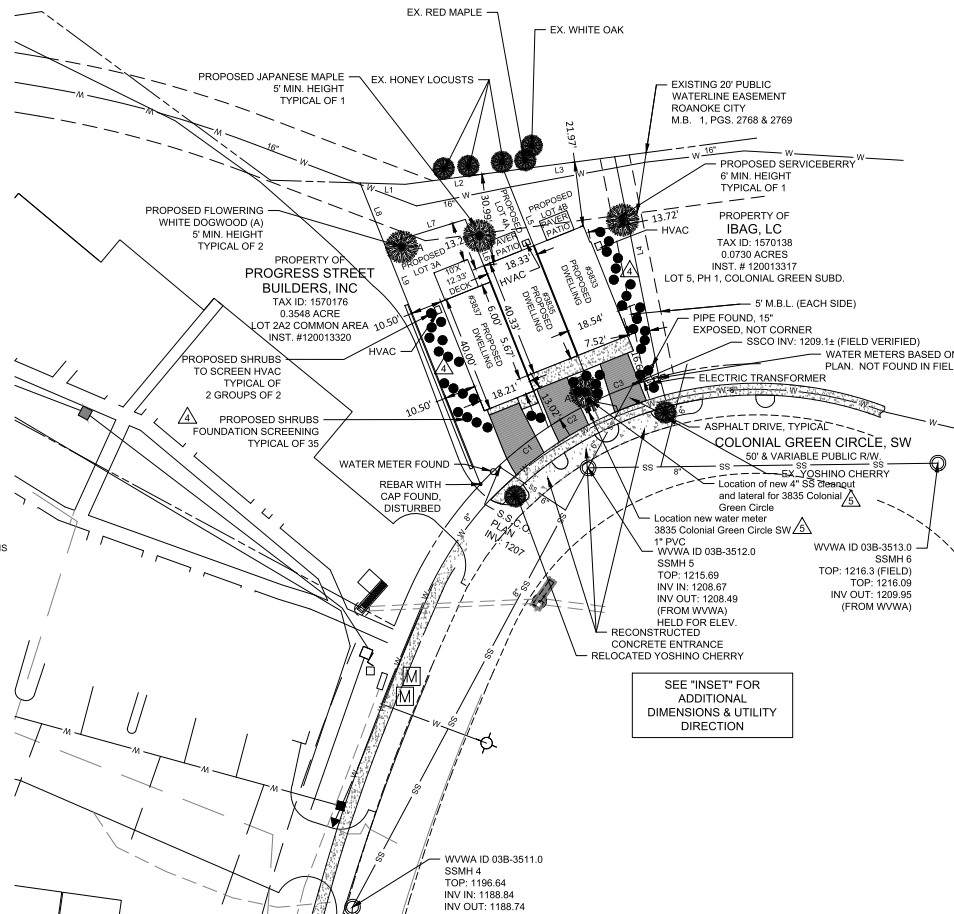 EX. RED MAPLE
EX. WHITE OAK
PROPOSED JAPANESE MAPLE
5' MIN. HEIGHT
TYPICAL OF 1
EX. HONEY LOCUSTS
EXISTING 20' PUBLIC
WATERLINE EASEMENT
ROANOKE CITY
M.B. 1, PGS. 2768 & 2769
PROPOSED SERVICEBERRY
6' MIN. HEIGHT
TYPICAL OF 1
21.97'
16"
16"
16"
L1
L2
L3
L4
L5
L7
L8
L9
30.99'
13.72'
HVAC
PROPOSED FLOWERING
WHITE DOGWOOD (A)
5' MIN. HEIGHT
TYPICAL OF 2
PROPOSED
LOT 3A
PROPOSED
LOT 4A
PROPOSED
LOT 4B
PAVER
PATIO
PAVER
PATIO
PROPERTY OF
IBAG, LC
TAX ID: 1570138
0.0730 ACRES
INST. # 120013317
LOT 5, PH 1, COLONIAL GREEN SUBD.
PROPERTY OF
PROGRESS STREET
BUILDERS, INC
TAX ID: 1570176
0.3548 ACRE
LOT 2A2 COMMON AREA
INST. #120013320
10'X
12.33'
DECK
18.33'
HVAC
#3833
PROPOSED
DWELLING
#3835
PROPOSED
DWELLING
#3837
PROPOSED
DWELLING
6.00'
40.33'
5.67'
40.00'
18.54'
7.52'
18.21'
13.02'
10.50'
10.50'
HVAC
4
4
5' M.B.L. (EACH SIDE)
PIPE FOUND, 15"
EXPOSED, NOT CORNER
SSCO INV: 1209.1± (FIELD VERIFIED)
WATER METERS BASED ON
PLAN. NOT FOUND IN FIEL
ELECTRIC TRANSFORMER
PROPOSED SHRUBS
TO SCREEN HVAC
TYPICAL OF
2 GROUPS OF 2
4
PROPOSED SHRUBS
FOUNDATION SCREENING
TYPICAL OF 35
C1
C2
C3
WATER METER FOUND
REBAR WITH
CAP FOUND,
DISTURBED
ASPHALT DRIVE, TYPICAL
COLONIAL GREEN CIRCLE, SW
50' & VARIABLE PUBLIC R/W.
EX. YOSHINO CHERRY
Location of new 4" SS cleanout
and lateral for 3835 Colonial
Green Circle
5
Location new water meter
3835 Colonial Green Circle SW
1" PVC
5
S.S.C.O
PLAN
INV: 1207
WVWA ID 03B-3512.0
SSMH 5
TOP: 1215.69
INV IN: 1208.67
INV OUT: 1208.49
(FROM WVWA)
HELD FOR ELEV.
WVWA ID 03B-3513.0
SSMH 6
TOP: 1216.3 (FIELD)
TOP: 1216.09
INV OUT: 1209.95
(FROM WVWA)
RECONSTRUCTED
CONCRETE ENTRANCE
RELOCATED YOSHINO CHERRY
SEE "INSET" FOR
ADDITIONAL
DIMENSIONS & UTILITY
DIRECTION
M
M
WVWA ID 03B-3511.0
SSMH 4
TOP: 1196.64
INV IN: 1188.84
INV OUT: 1188.74